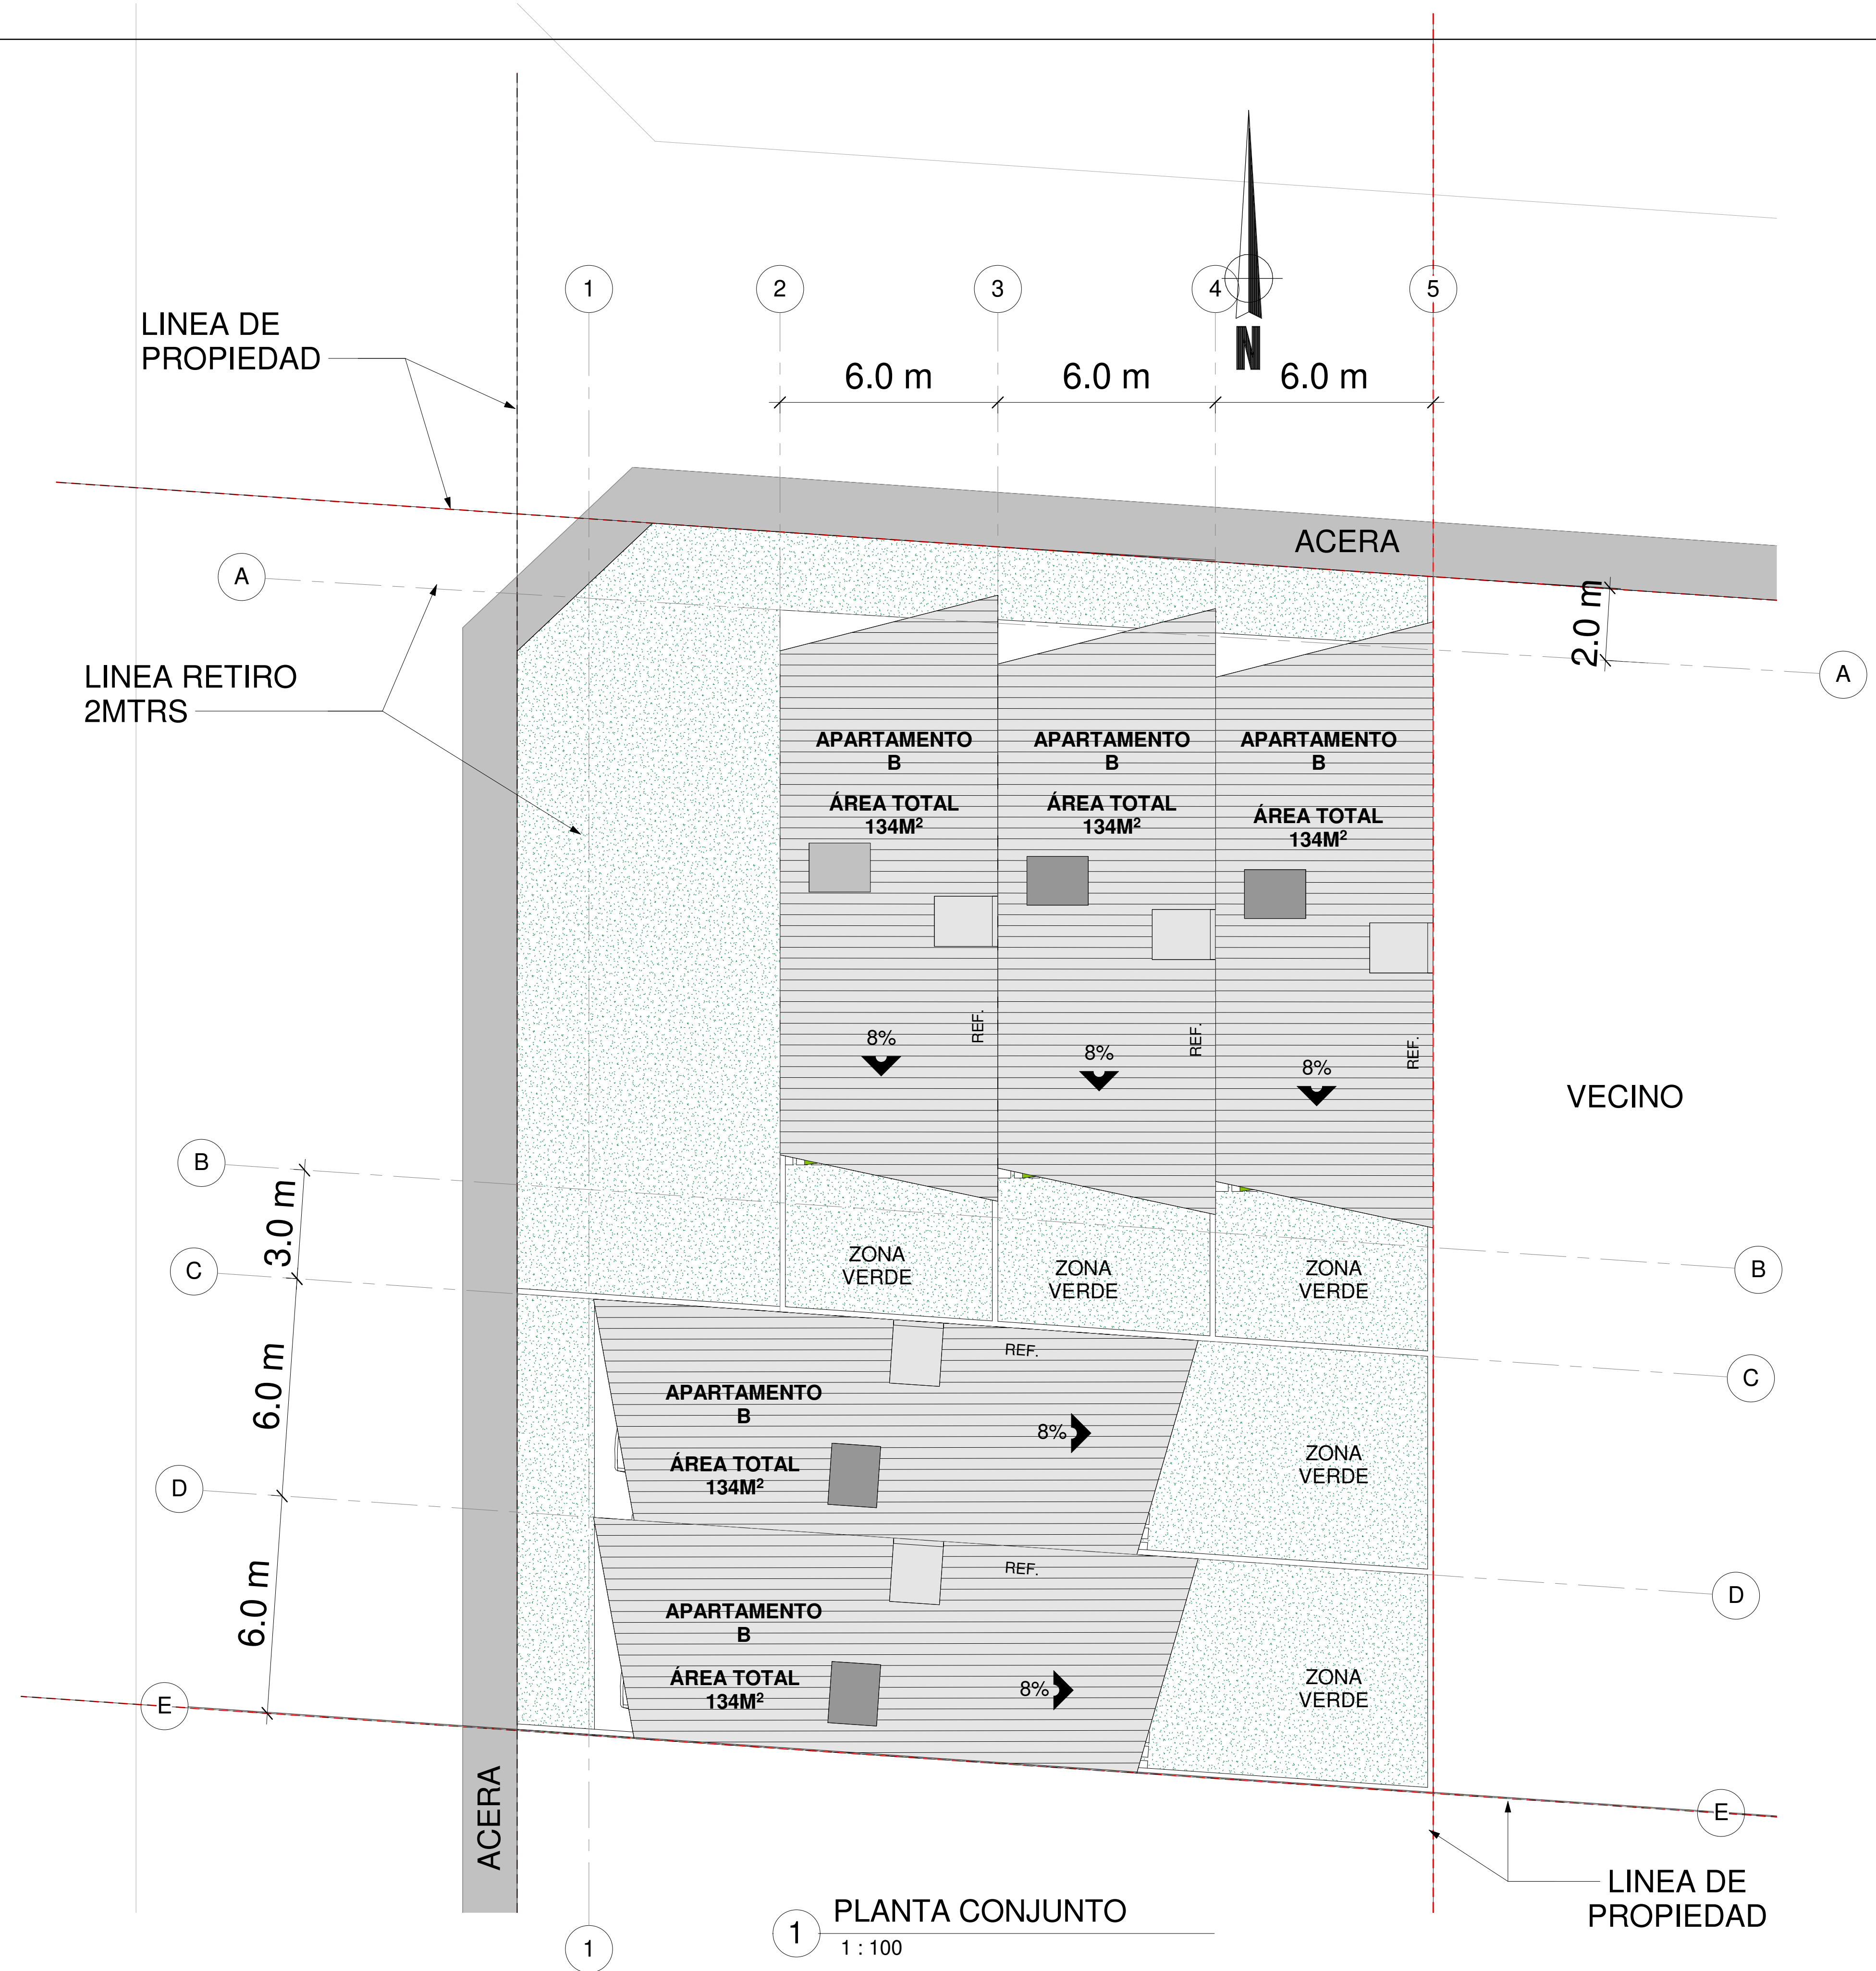 1
2
3
4
5
N
LINEA DE
PROPIEDAD
6.0 m
6.0 m
6.0 m
ACERA
A
2.0 m
A
LINEA RETIRO
2MTRS
APARTAMENTO
B
ÁREA TOTAL
134M²
APARTAMENTO
B
ÁREA TOTAL
134M²
APARTAMENTO
B
ÁREA TOTAL
134M²
REF.
REF.
REF.
8%
8%
8%
VECINO
B
3.0 m
ZONA
VERDE
ZONA
VERDE
ZONA
VERDE
B
C
REF.
C
6.0 m
APARTAMENTO
B
8%
ÁREA TOTAL
134M²
ZONA
VERDE
D
REF.
D
6.0 m
APARTAMENTO
B
ÁREA TOTAL
134M²
8%
ZONA
VERDE
E
E
ACERA
LINEA DE
PROPIEDAD
1
1
PLANTA CONJUNTO
1 : 100